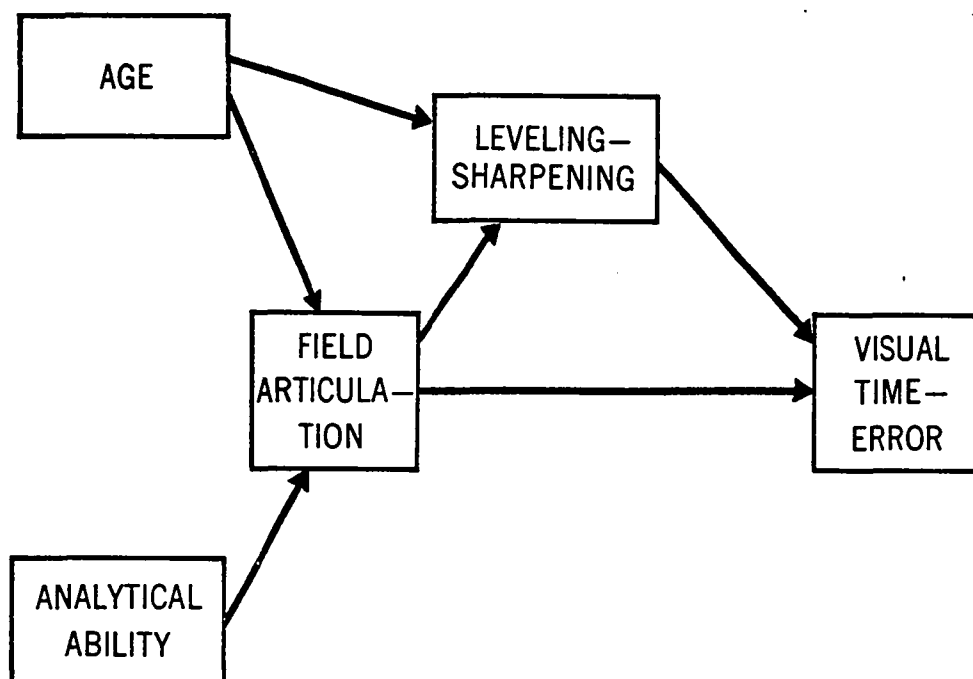 AGE
LEVELING—
SHARPENING
FIELD
ARTICULA—
TION
VISUAL
TIME—
ERROR
ANALYTICAL
ABILITY